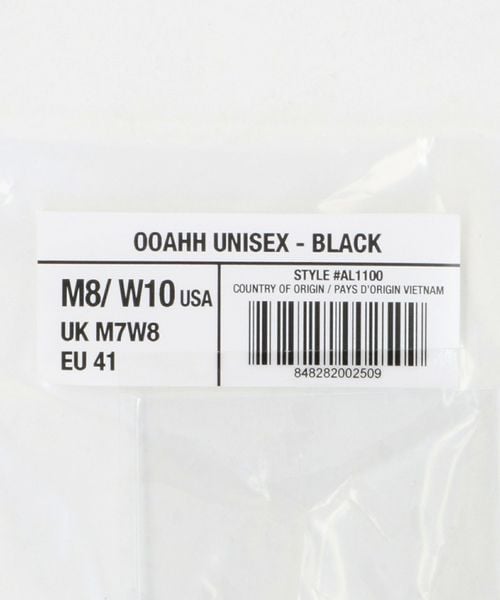 OOAHH UNISEX - BLACK
M8/ W10 USA
UK M7W8
EU 41
STYLE #AL1100
COUNTRY OF ORIGIN / PAYS D'ORIGIN VIETNAM
848282002509